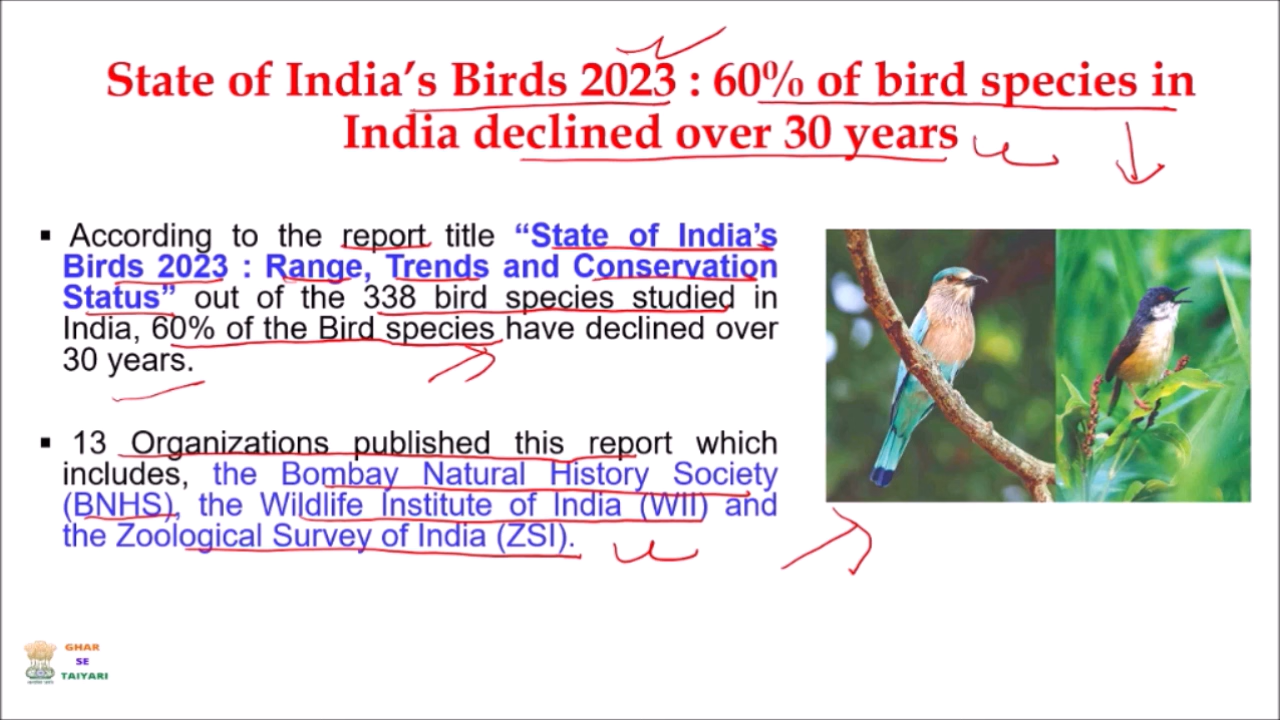 State of India's Birds 2023 : 60% of bird species in
India declined over 30 years
▪ According to the report title “State of India's
Birds 2023 : Range, Trends and Conservation
Status” out of the 338 bird species studied in
India, 60% of the Bird species have declined over
30 years.
▪ 13 Organizations published this report which
includes, the Bombay Natural History Society
(BNHS), the Wildlife Institute of India (WII) and
the Zoological Survey of India (ZSI).
GHAR
SE
TAIYARI